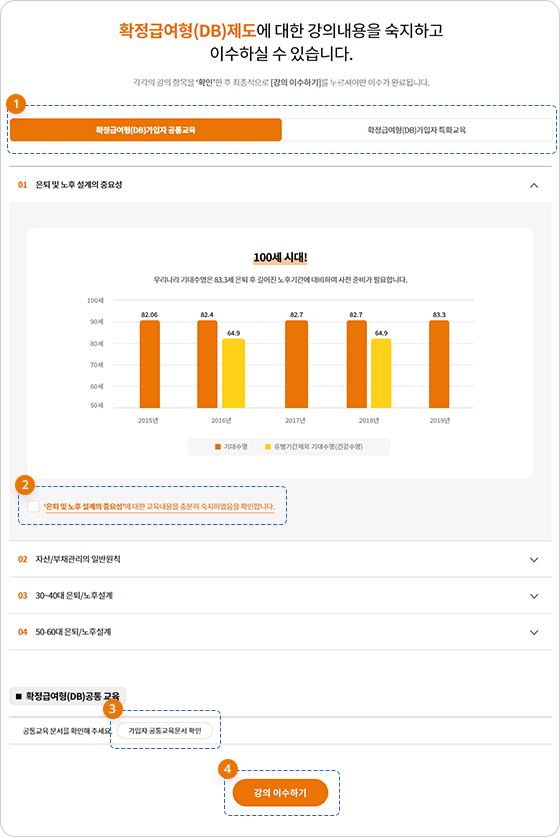 확정급여형(DB)제도에 대한 강의내용을 숙지하고
이수하실 수 있습니다.
각각의 강의 항목을 '확인'한 후 최종적으로 [강의 이수하기]를 누르셔야만 이수가 완료됩니다.
1
확정급여형(DB)가입자 공통교육
확정급여형(DB)가입자 특화교육
01 은퇴 및 노후 설계의 중요성
100세 시대!
우리나라 기대수명은 83.3세 은퇴 후 길어진 노후기간에 대비하여 사전 준비가 필요합니다.
100세
90세
80세
70세
60세
50세
82.06
82.4
64.9
82.7
82.7
64.9
83.3
2015년
2016년
2017년
2018년
2019년
기대수명
유병기간제외 기대수명(건강수명)
2
'은퇴 및 노후 설계의 중요성'에 대한 교육내용을 충분히 숙지하였음을 확인합니다.
02 자산/부채관리의 일반원칙
03 30~40대 은퇴/노후설계
04 50-60대 은퇴/노후설계
■ 확정급여형(DB)공통 교육
3
공통교육 문서를 확인해 주세요.
가입자 공통교육문서 확인
4
강의 이수하기